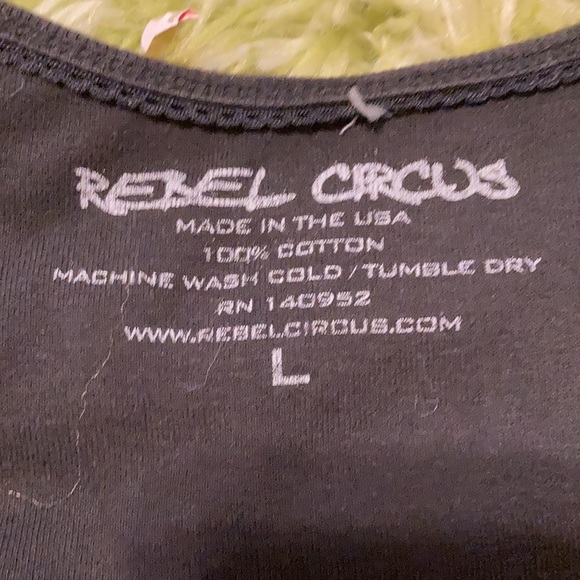 REBEL CIRCUS
MADE IN THE USA
100% COTTON
MACHINE WASH COLD / TUMBLE DRY
RN 140952
WWW.REBELCIRCUS.COM
L